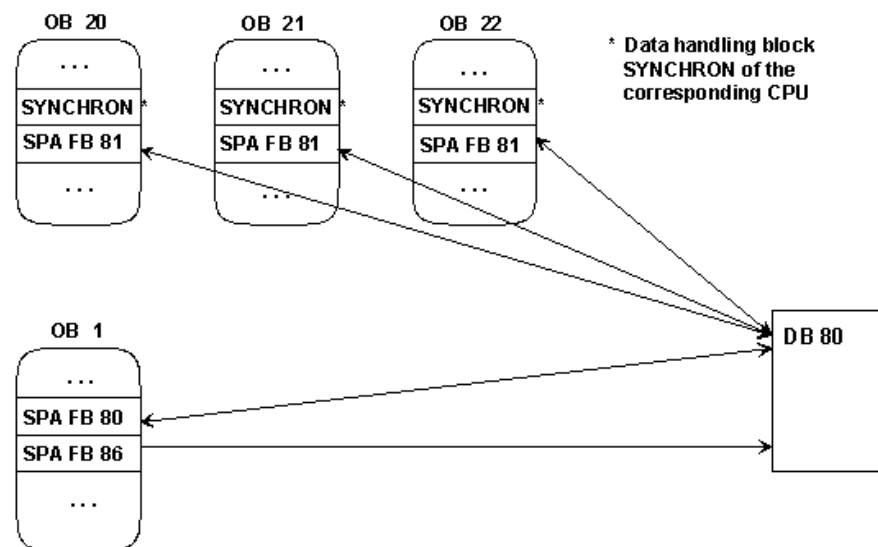 OB 20
OB 21
OB 22
* Data handling block
SYNCHRON of the
corresponding CPU
...
...
...
SYNCHRON *
SYNCHRON *
SYNCHRON *
SPA FB 81
SPA FB 81
SPA FB 81
...
...
...
OB 1
DB 80
...
SPA FB 80
SPA FB 86
...